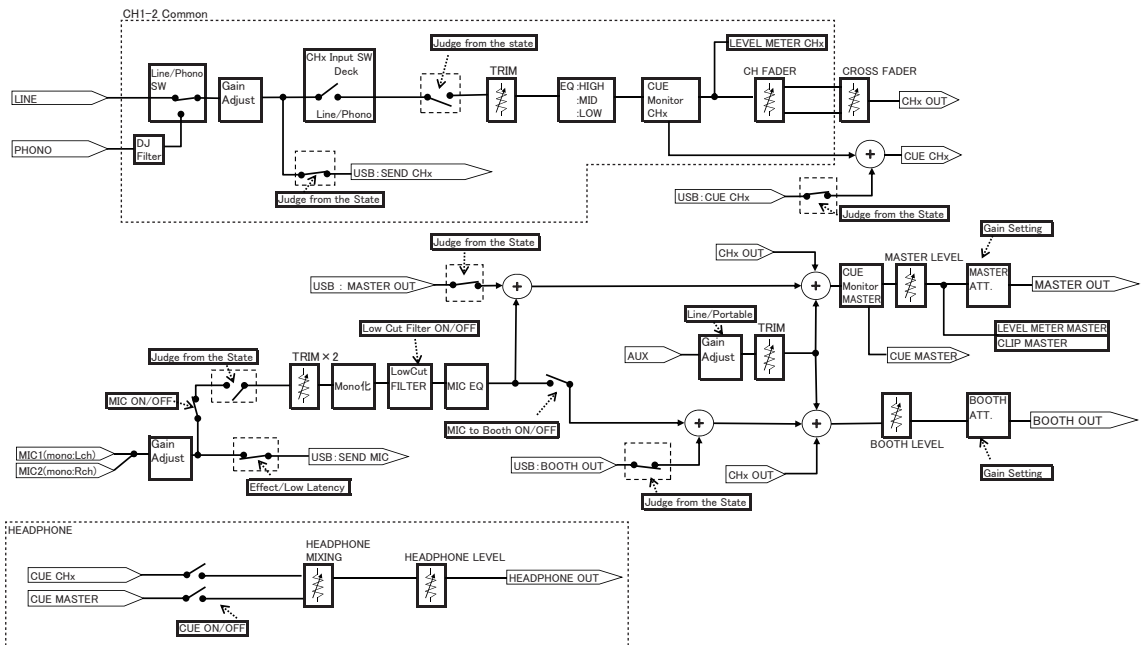 CH1-2 Common
Judge from the state
CHx Input SW
Deck
Line/Phono
Line/Phono
SW
Gain
Adjust
LINE
PHONO
DJ
Filter
TRIM
EQ :HIGH
:MID
:LOW
CUE
Monitor
CHx
LEVEL METER CHx
CH FADER
CROSS FADER
CHx OUT
CUE CHx
USB:SEND CHx
Judge from the State
USB:CUE CHx
Judge from the State
Judge from the State
USB : MASTER OUT
CHx OUT
Gain Setting
CUE
Monitor
MASTER
MASTER LEVEL
MASTER
ATT.
MASTER OUT
LEVEL METER MASTER
CLIP MASTER
CUE MASTER
Line/Portable
AUX
Gain
Adjust
TRIM
Low Cut Filter ON/OFF
Judge from the State
TRIM×2
Mono化
LowCut
FILTER
MIC EQ
MIC ON/OFF
MIC to Booth ON/OFF
MIC1(mono:Lch)
MIC2(mono:Rch)
Gain
Adjust
USB:SEND MIC
Effect/Low Latency
USB:BOOTH OUT
Judge from the State
CHx OUT
BOOTH LEVEL
BOOTH
ATT.
BOOTH OUT
Gain Setting
HEADPHONE
CUE CHx
CUE MASTER
CUE ON/OFF
HEADPHONE
MIXING
HEADPHONE LEVEL
HEADPHONE OUT